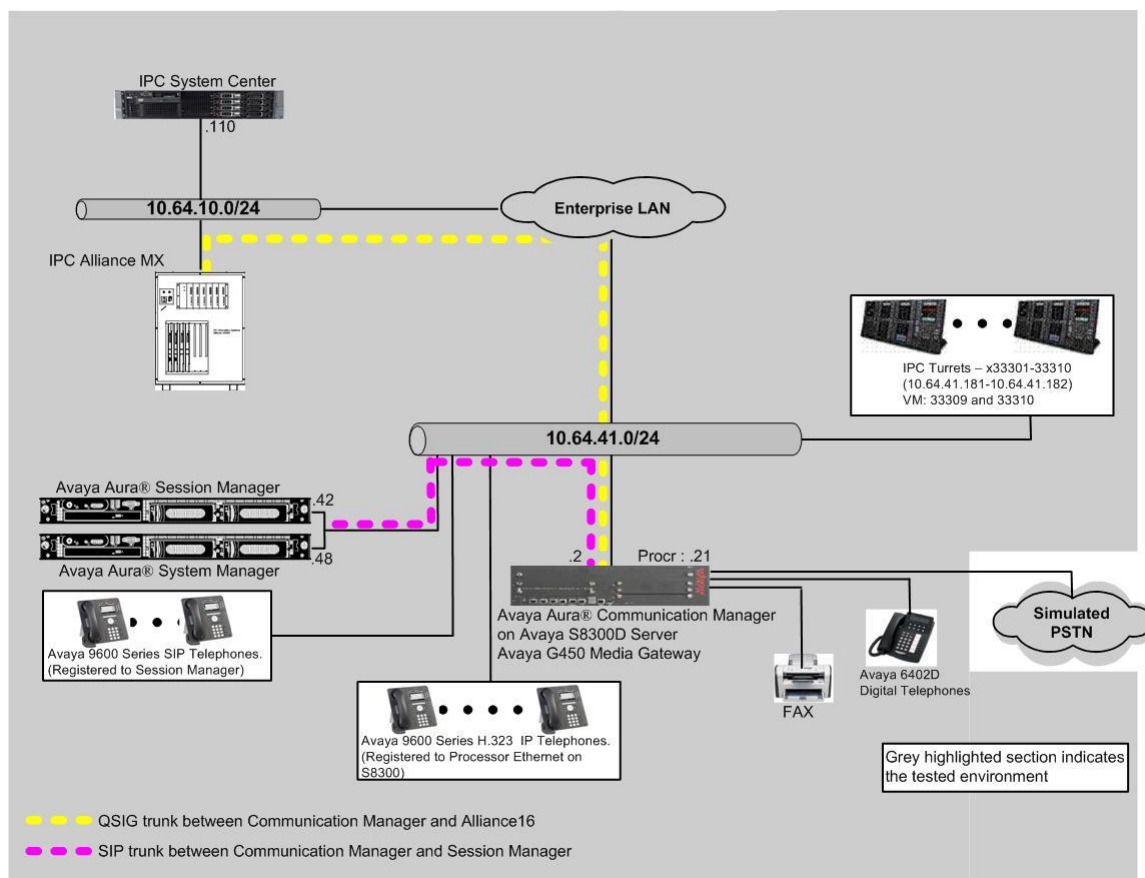 IPC System Center
.110
10.64.10.0/24
Enterprise LAN
IPC Alliance MX
IPC Turrets – x33301-33310
(10.64.41.181-10.64.41.182)
VM: 33309 and 33310
10.64.41.0/24
Avaya Aura® Session Manager
.42
.48
Avaya Aura® System Manager
.2
Procr : .21
Avaya Aura® Communication Manager
on Avaya S8300D Server
Avaya G450 Media Gateway
Simulated
PSTN
Avaya 9600 Series SIP Telephones.
(Registered to Session Manager)
Avaya 6402D
Digital Telephones
FAX
Avaya 9600 Series H.323 IP Telephones.
(Registered to Processor Ethernet on
S8300)
Grey highlighted section indicates
the tested environment
QSIG trunk between Communication Manager and Alliance16
SIP trunk between Communication Manager and Session Manager